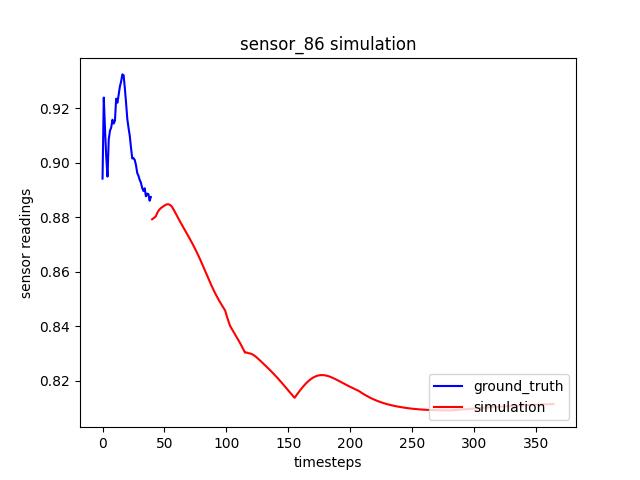 sensor_86 simulation
0.92
0.90
0.88
0.86
0.84
0.82
sensor readings
ground_truth
simulation
0 50 100 150 200 250 300 350
timesteps